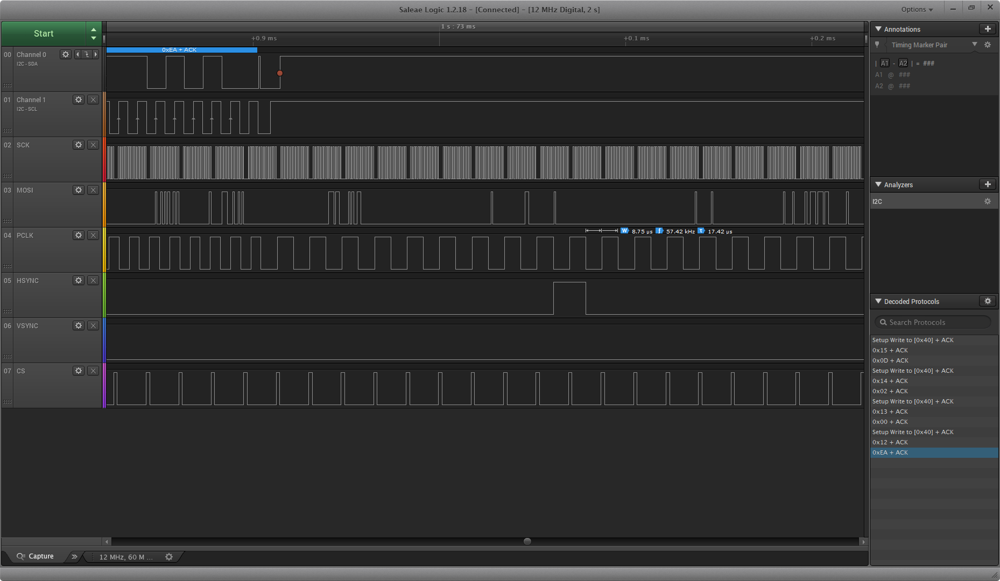 Saleae Logic 1.2.18 - [Connected] - [12 MHz Digital, 2 s]
Options
Start
1 s : 73 ms
+0.9 ms
+0.1 ms
+0.2 ms
0xEA + ACK
00 Channel 0
I2C - SDA
01 Channel 1
I2C - SCL
02 SCK
03 MOSI
04 PCLK
W 8.75 µs f 57.42 kHz T 17.42 µs
05 HSYNC
06 VSYNC
07 CS
Capture
12 MHz, 60 M ...
Annotations
Timing Marker Pair
| A1 - A2 | = ###
A1 @ ###
A2 @ ###
Analyzers
I2C
Decoded Protocols
Search Protocols
Setup Write to [0x40] + ACK
0x15 + ACK
0x0D + ACK
Setup Write to [0x40] + ACK
0x14 + ACK
0x02 + ACK
Setup Write to [0x40] + ACK
0x13 + ACK
0x00 + ACK
Setup Write to [0x40] + ACK
0x12 + ACK
0xEA + ACK